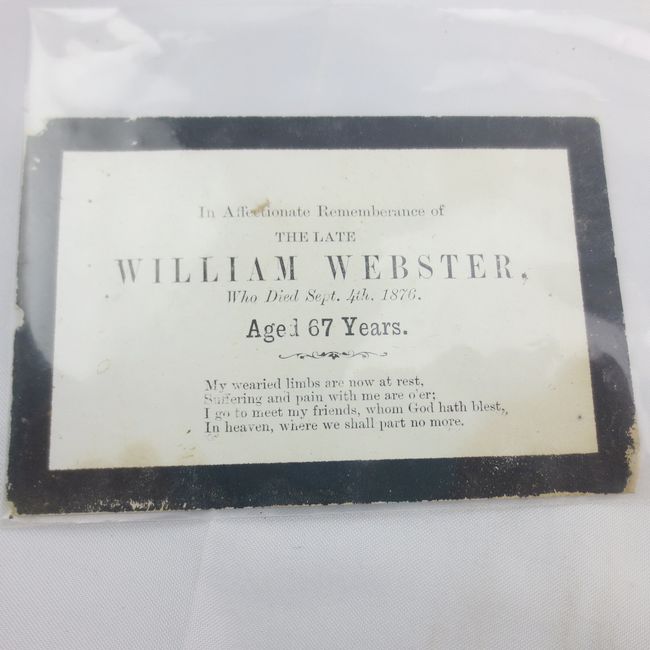 In Affectionate Rememberance of
THE LATE
WILLIAM WEBSTER,
Who Died Sept. 4th. 1876.
Aged 67 Years.
My wearied limbs are now at rest,
Suffering and pain with me are o'er;
I go to meet my friends, whom God hath blest,
In heaven, where we shall part no more.